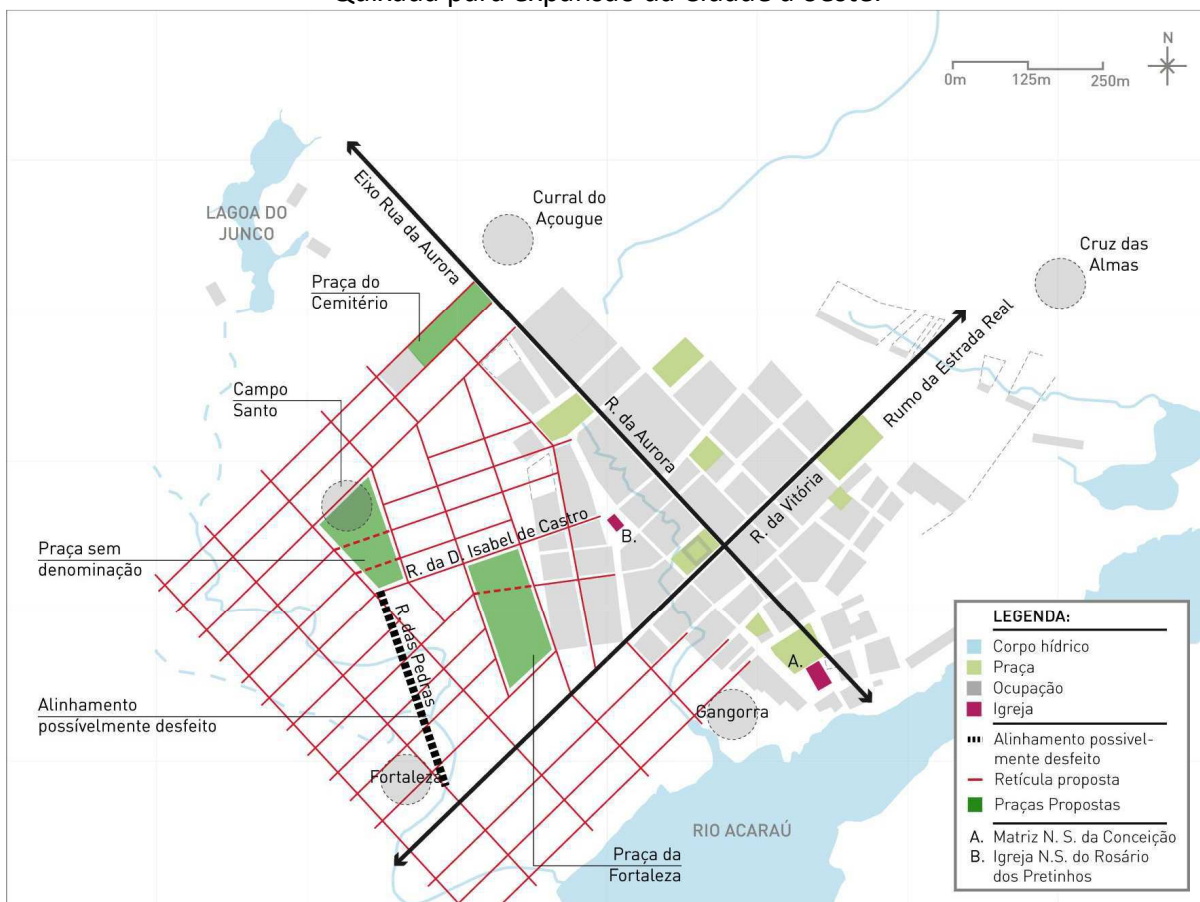 N
0m 125m 250m
Eixo Rua da Aurora
Curral do
Açougue
LAGOA DO
JUNCO
Cruz das
Almas
Praça do
Cemitério
Rumo da Estrada Real
Campo
Santo
R. da Aurora
R. da Vitória
B.
R. da D. Isabel de Castro
Praça sem
denominação
R. das Pedras
A.
Alinhamento
possívelmente desfeito
Gangorra
Fortaleza
RIO ACARAÚ
Praça da
Fortaleza
LEGENDA:
Corpo hídrico
Praça
Ocupação
Igreja
Alinhamento possivel-
mente desfeito
Retícula proposta
Praças Propostas
A. Matriz N. S. da Conceição
B. Igreja N.S. do Rosário
dos Pretinhos